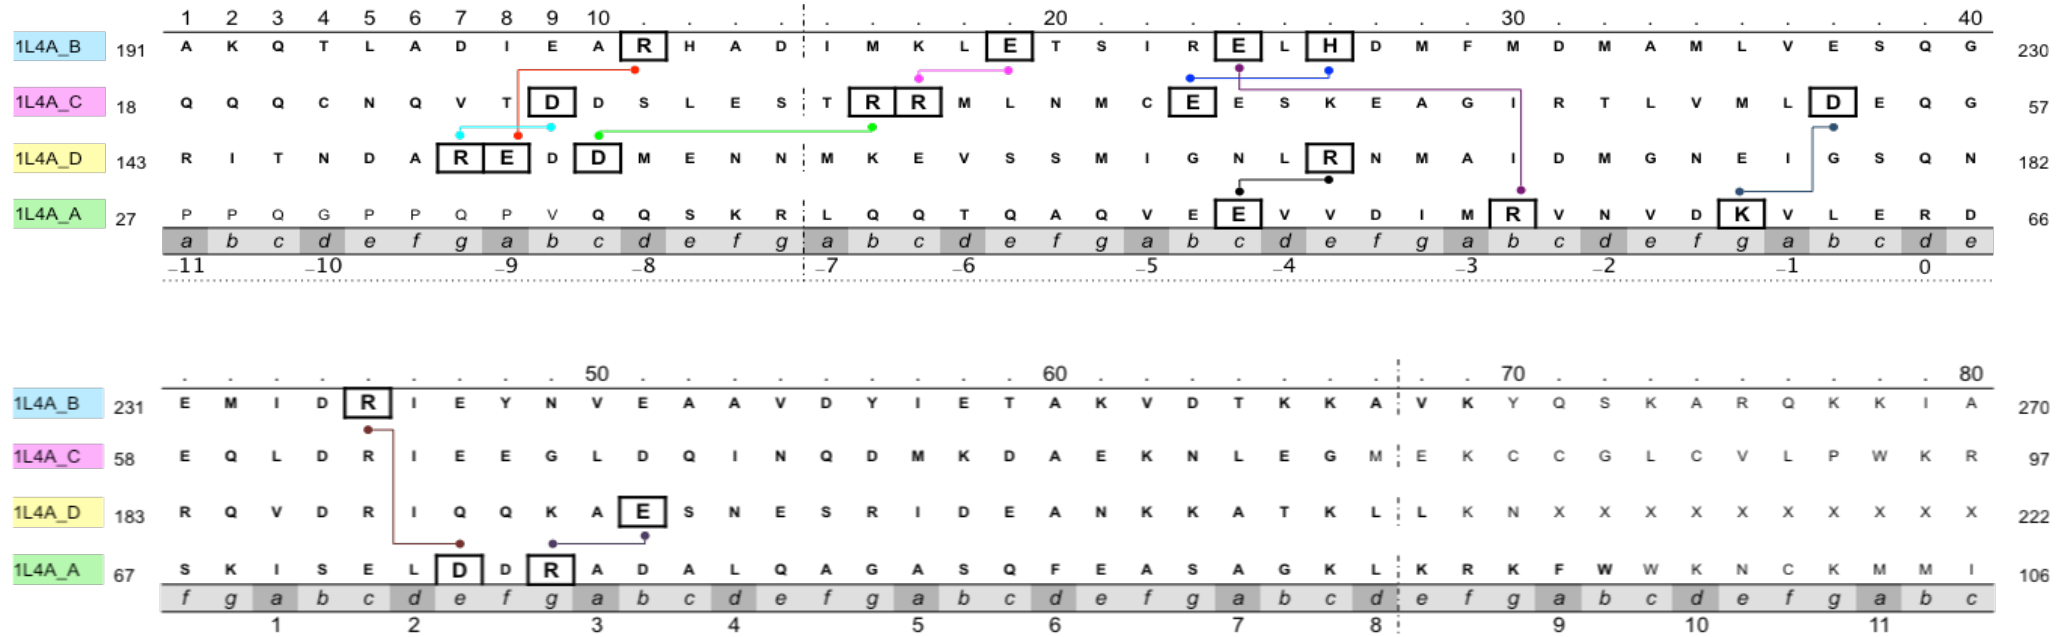 1 2 3 4 5 6 7 8 9 10 . . . . . . . . . 20 . . . . . . . . . 30 . . . . . . . . . 40
1L4A_B 191 A K Q T L A D I E A R H A D I M K L E T S I R E L H D M F M D M A M L V E S Q G 230
1L4A_C 18 Q Q Q C N Q V T D D S L E S T R R M L N M C E E S K E A G I R T L V M L D E Q G 57
1L4A_D 143 R I T N D A R E D D M E N N M K E V S S M I G N L R N M A I D M G N E I G S Q N 182
1L4A_A 27 P P Q G P P Q P V Q Q S K R L Q Q T Q A Q V E E V V D I M R V N V D K V L E R D 66
a b c d e f g a b c d e f g a b c d e f g a b c d e f g a b c d e f g a b c d e
-11 -10 -9 -8 -7 -6 -5 -4 -3 -2 -1 0
. . . . . . . . . 50 . . . . . . . . . 60 . . . . . . . . . 70 . . . . . . . . . 80
1L4A_B 231 E M I D R I E Y N V E A A V D Y I E T A K V D T K K A V K Y Q S K A R Q K K I A 270
1L4A_C 58 E Q L D R I E E G L D Q I N Q D M K D A E K N L E G M E K C C G L C V L P W K R 97
1L4A_D 183 R Q V D R I Q Q K A E S N E S R I D E A N K K A T K L L K N X X X X X X X X X X 222
1L4A_A 67 S K I S E L D D R A D A L Q A G A S Q F E A S A G K L K R K F W W K N C K M M I 106
f g a b c d e f g a b c d e f g a b c d e f g a b c d e f g a b c d e f g a b c
1 2 3 4 5 6 7 8 9 10 11